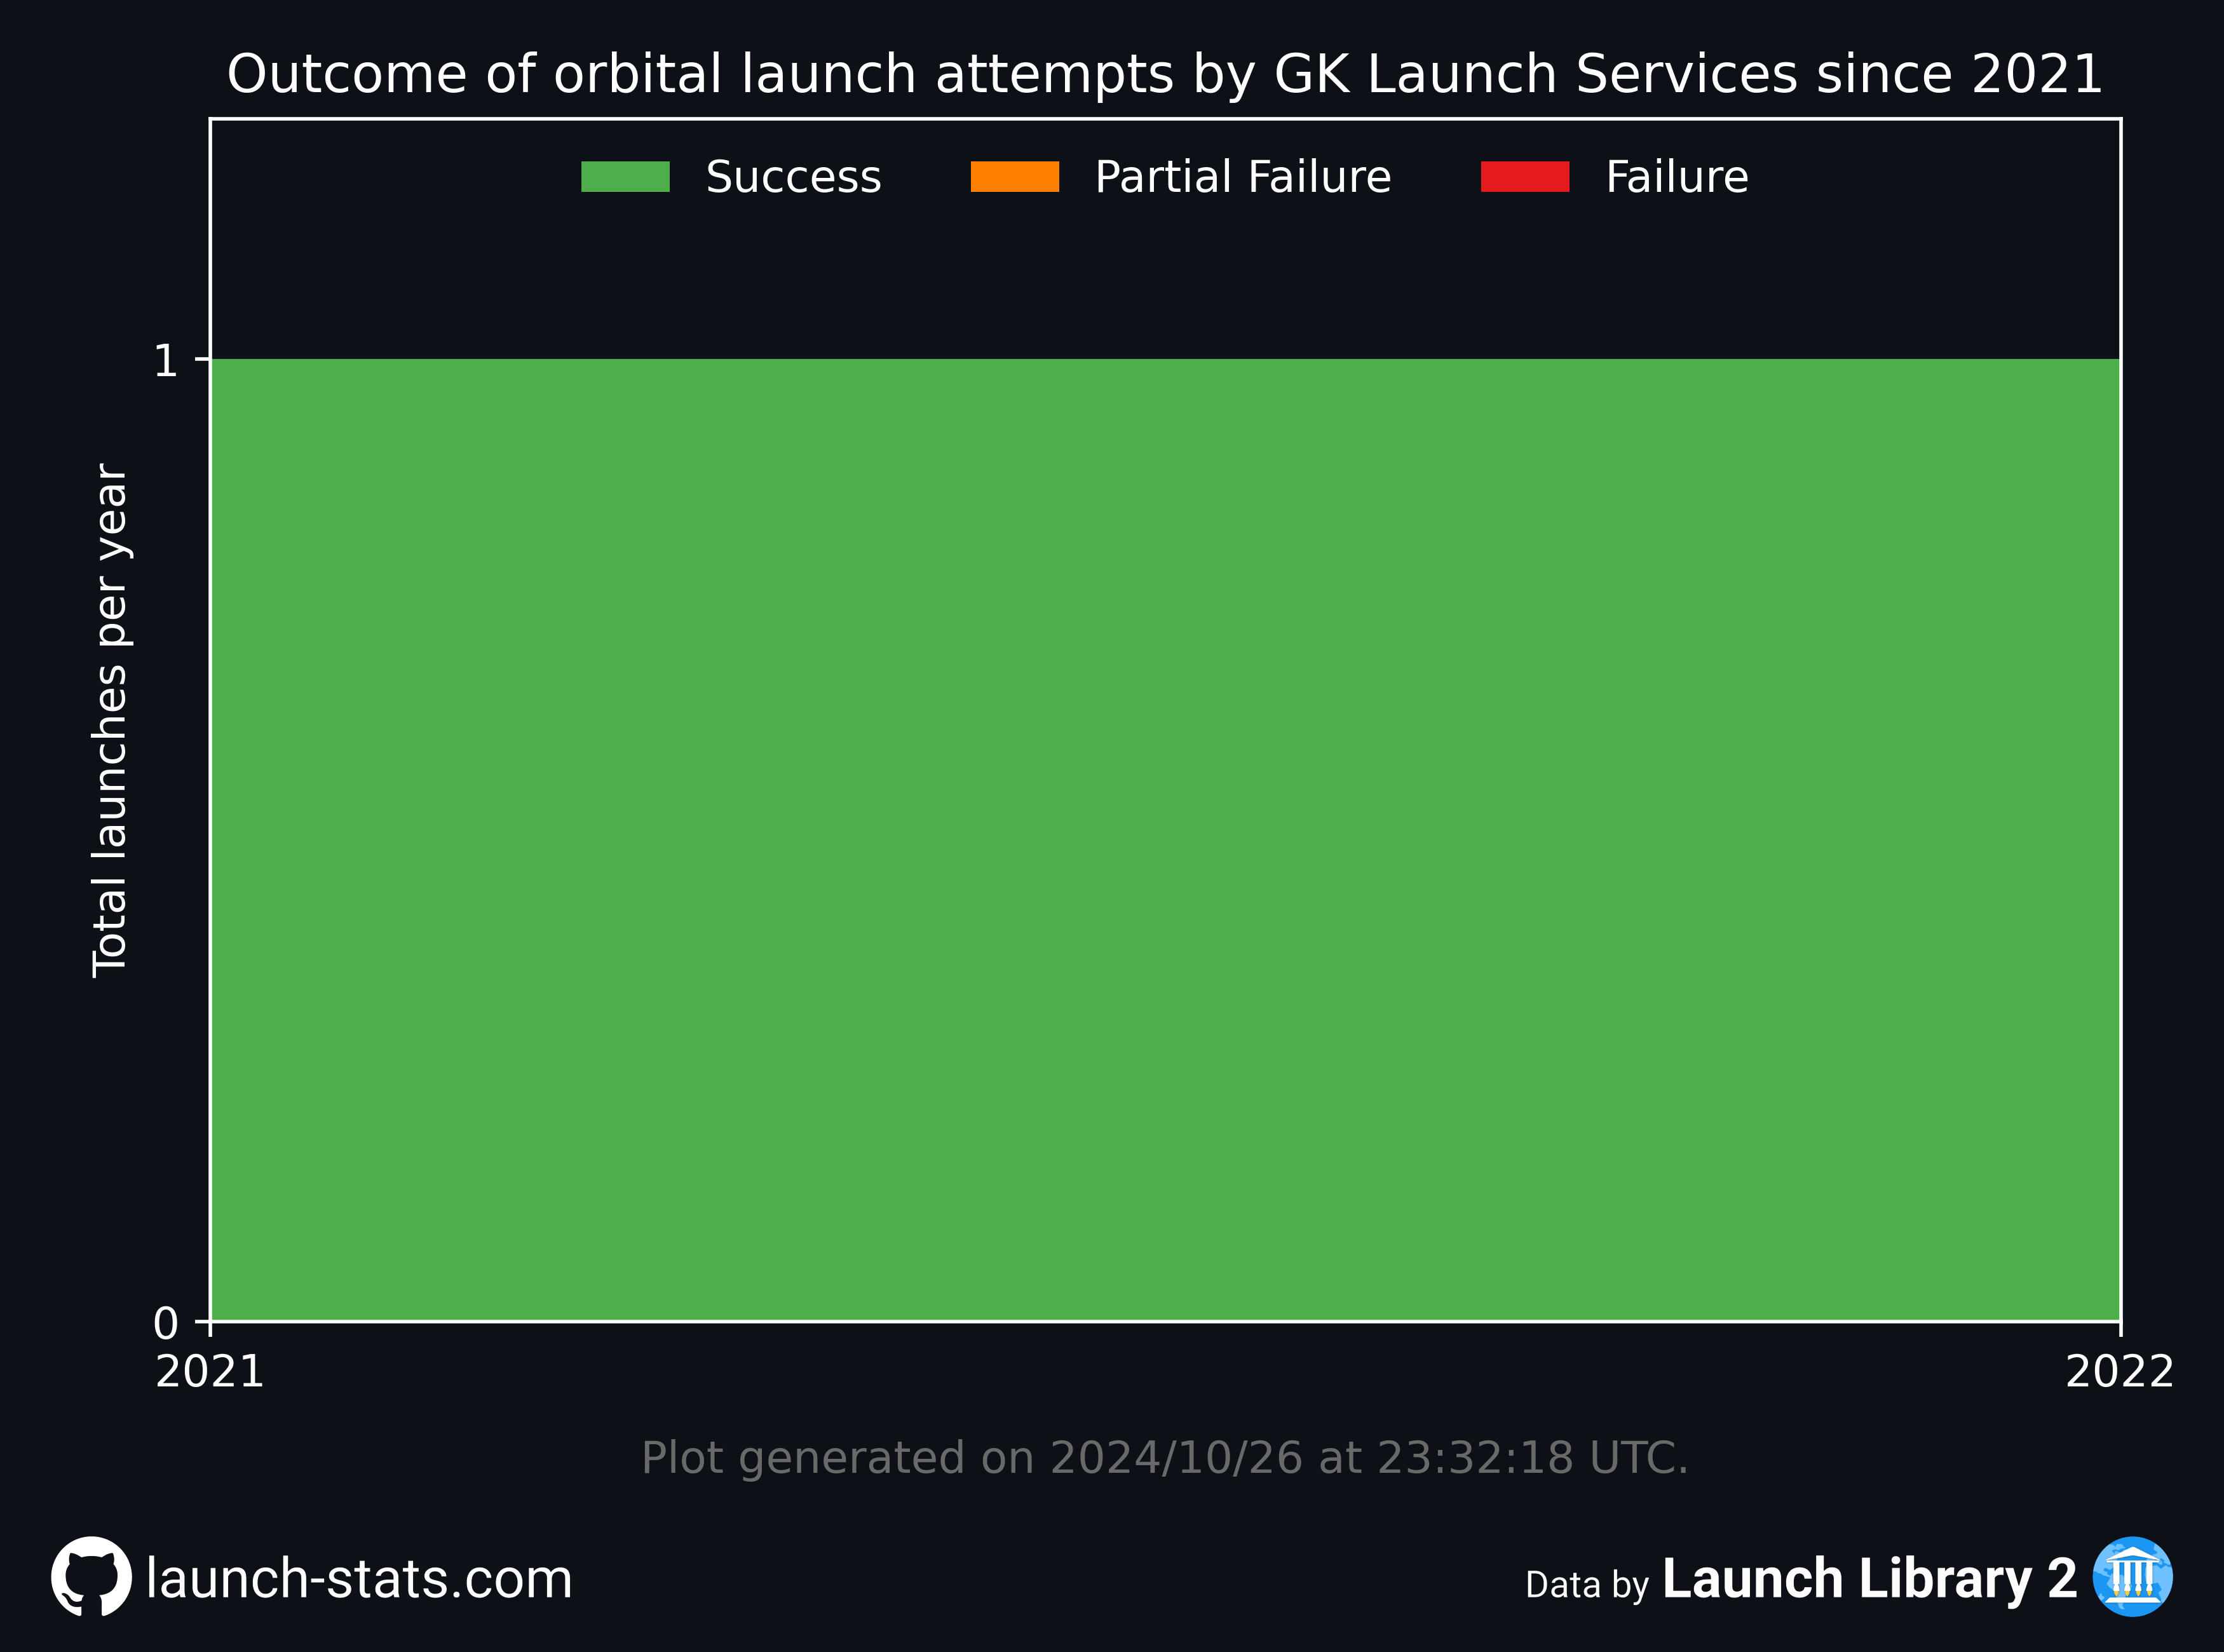 Outcome of orbital launch attempts by GK Launch Services since 2021
Success Partial Failure Failure
Total launches per year
1
0
2021 2022
Plot generated on 2024/10/26 at 23:32:18 UTC.
launch-stats.com Data by Launch Library 2